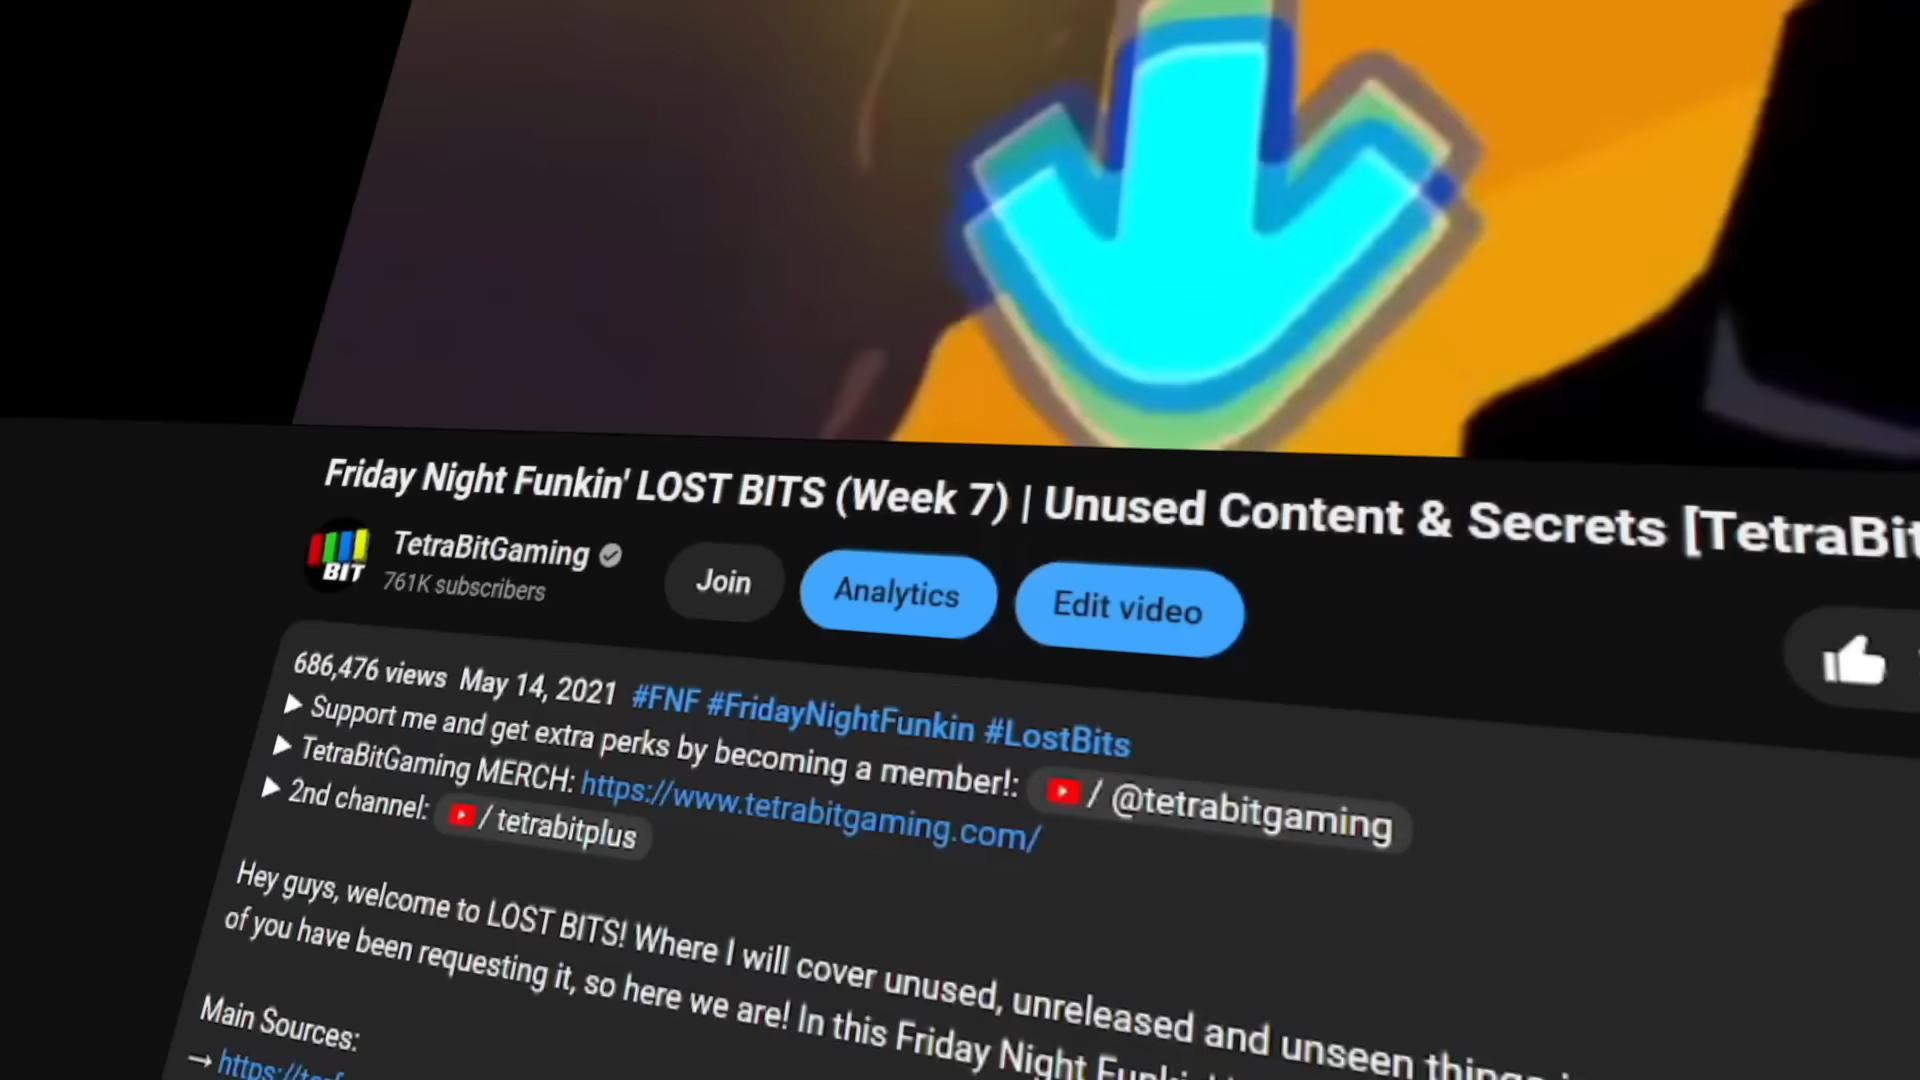 Friday Night Funkin' LOST BITS (Week 7) | Unused Content & Secrets [TetraBit
BIT
TetraBitGaming
761K subscribers
Join
Analytics
Edit video
686,476 views May 14, 2021 #FNF #FridayNightFunkin #LostBits
▶ Support me and get extra perks by becoming a member!: / @tetrabitgaming
▶ TetraBitGaming MERCH: https://www.tetrabitgaming.com/
▶ 2nd channel: / tetrabitplus
Hey guys, welcome to LOST BITS! Where I will cover unused, unreleased and unseen things
of you have been requesting it, so here we are! In this Friday Night
Main Sources:
→ https://